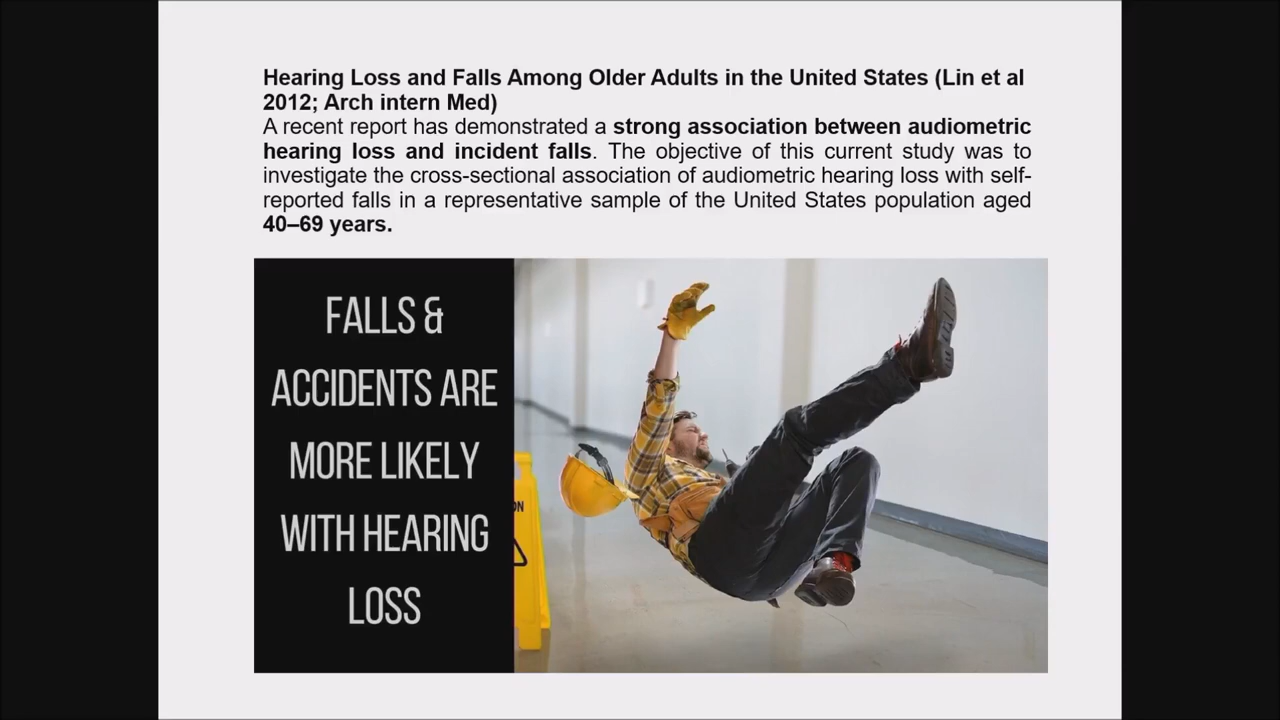 Hearing Loss and Falls Among Older Adults in the United States (Lin et al
2012; Arch intern Med)
A recent report has demonstrated a strong association between audiometric
hearing loss and incident falls. The objective of this current study was to
investigate the cross-sectional association of audiometric hearing loss with self-
reported falls in a representative sample of the United States population aged
40–69 years.
FALLS &
ACCIDENTS ARE
MORE LIKELY
WITH HEARING
LOSS
ON